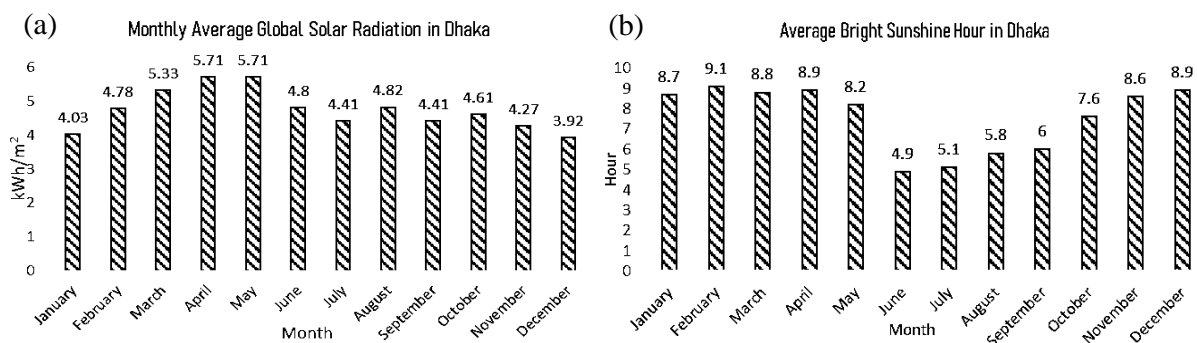 (a)
Monthly Average Global Solar Radiation in Dhaka
kWh/m²
6
5
4
3
2
1
0
4.03
4.78
5.33
5.71
5.71
4.8
4.41
4.82
4.41
4.61
4.27
3.92
January
February
March
April
May
June
July
August
September
October
November
December
Month
(b)
Average Bright Sunshine Hour in Dhaka
Hour
10
9
8
7
6
5
4
3
2
1
0
8.7
9.1
8.8
8.9
8.2
4.9
5.1
5.8
6
7.6
8.6
8.9
January
February
March
April
May
June
July
August
September
October
November
December
Month